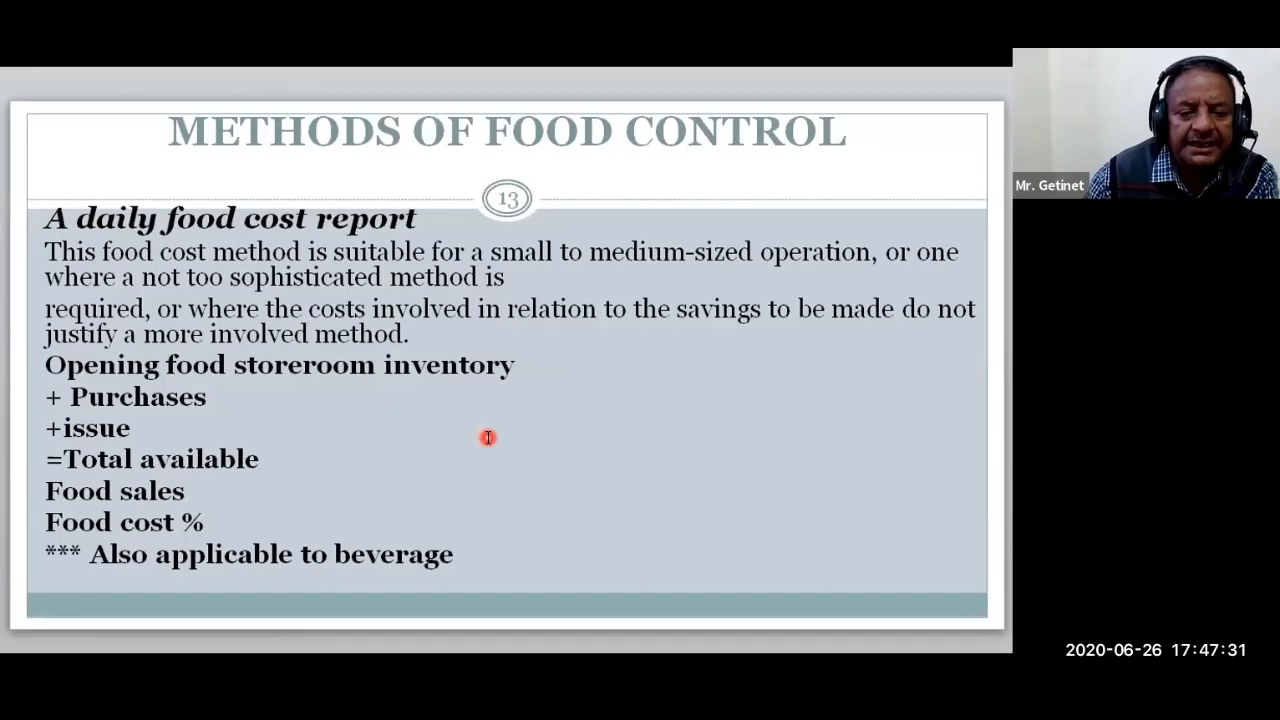 METHODS OF FOOD CONTROL
13
A daily food cost report
This food cost method is suitable for a small to medium-sized operation, or one
where a not too sophisticated method is
required, or where the costs involved in relation to the savings to be made do not
justify a more involved method.
Opening food storeroom inventory
+ Purchases
+issue
=Total available
Food sales
Food cost %
*** Also applicable to beverage
Mr. Getinet
2020-06-26 17:47:31